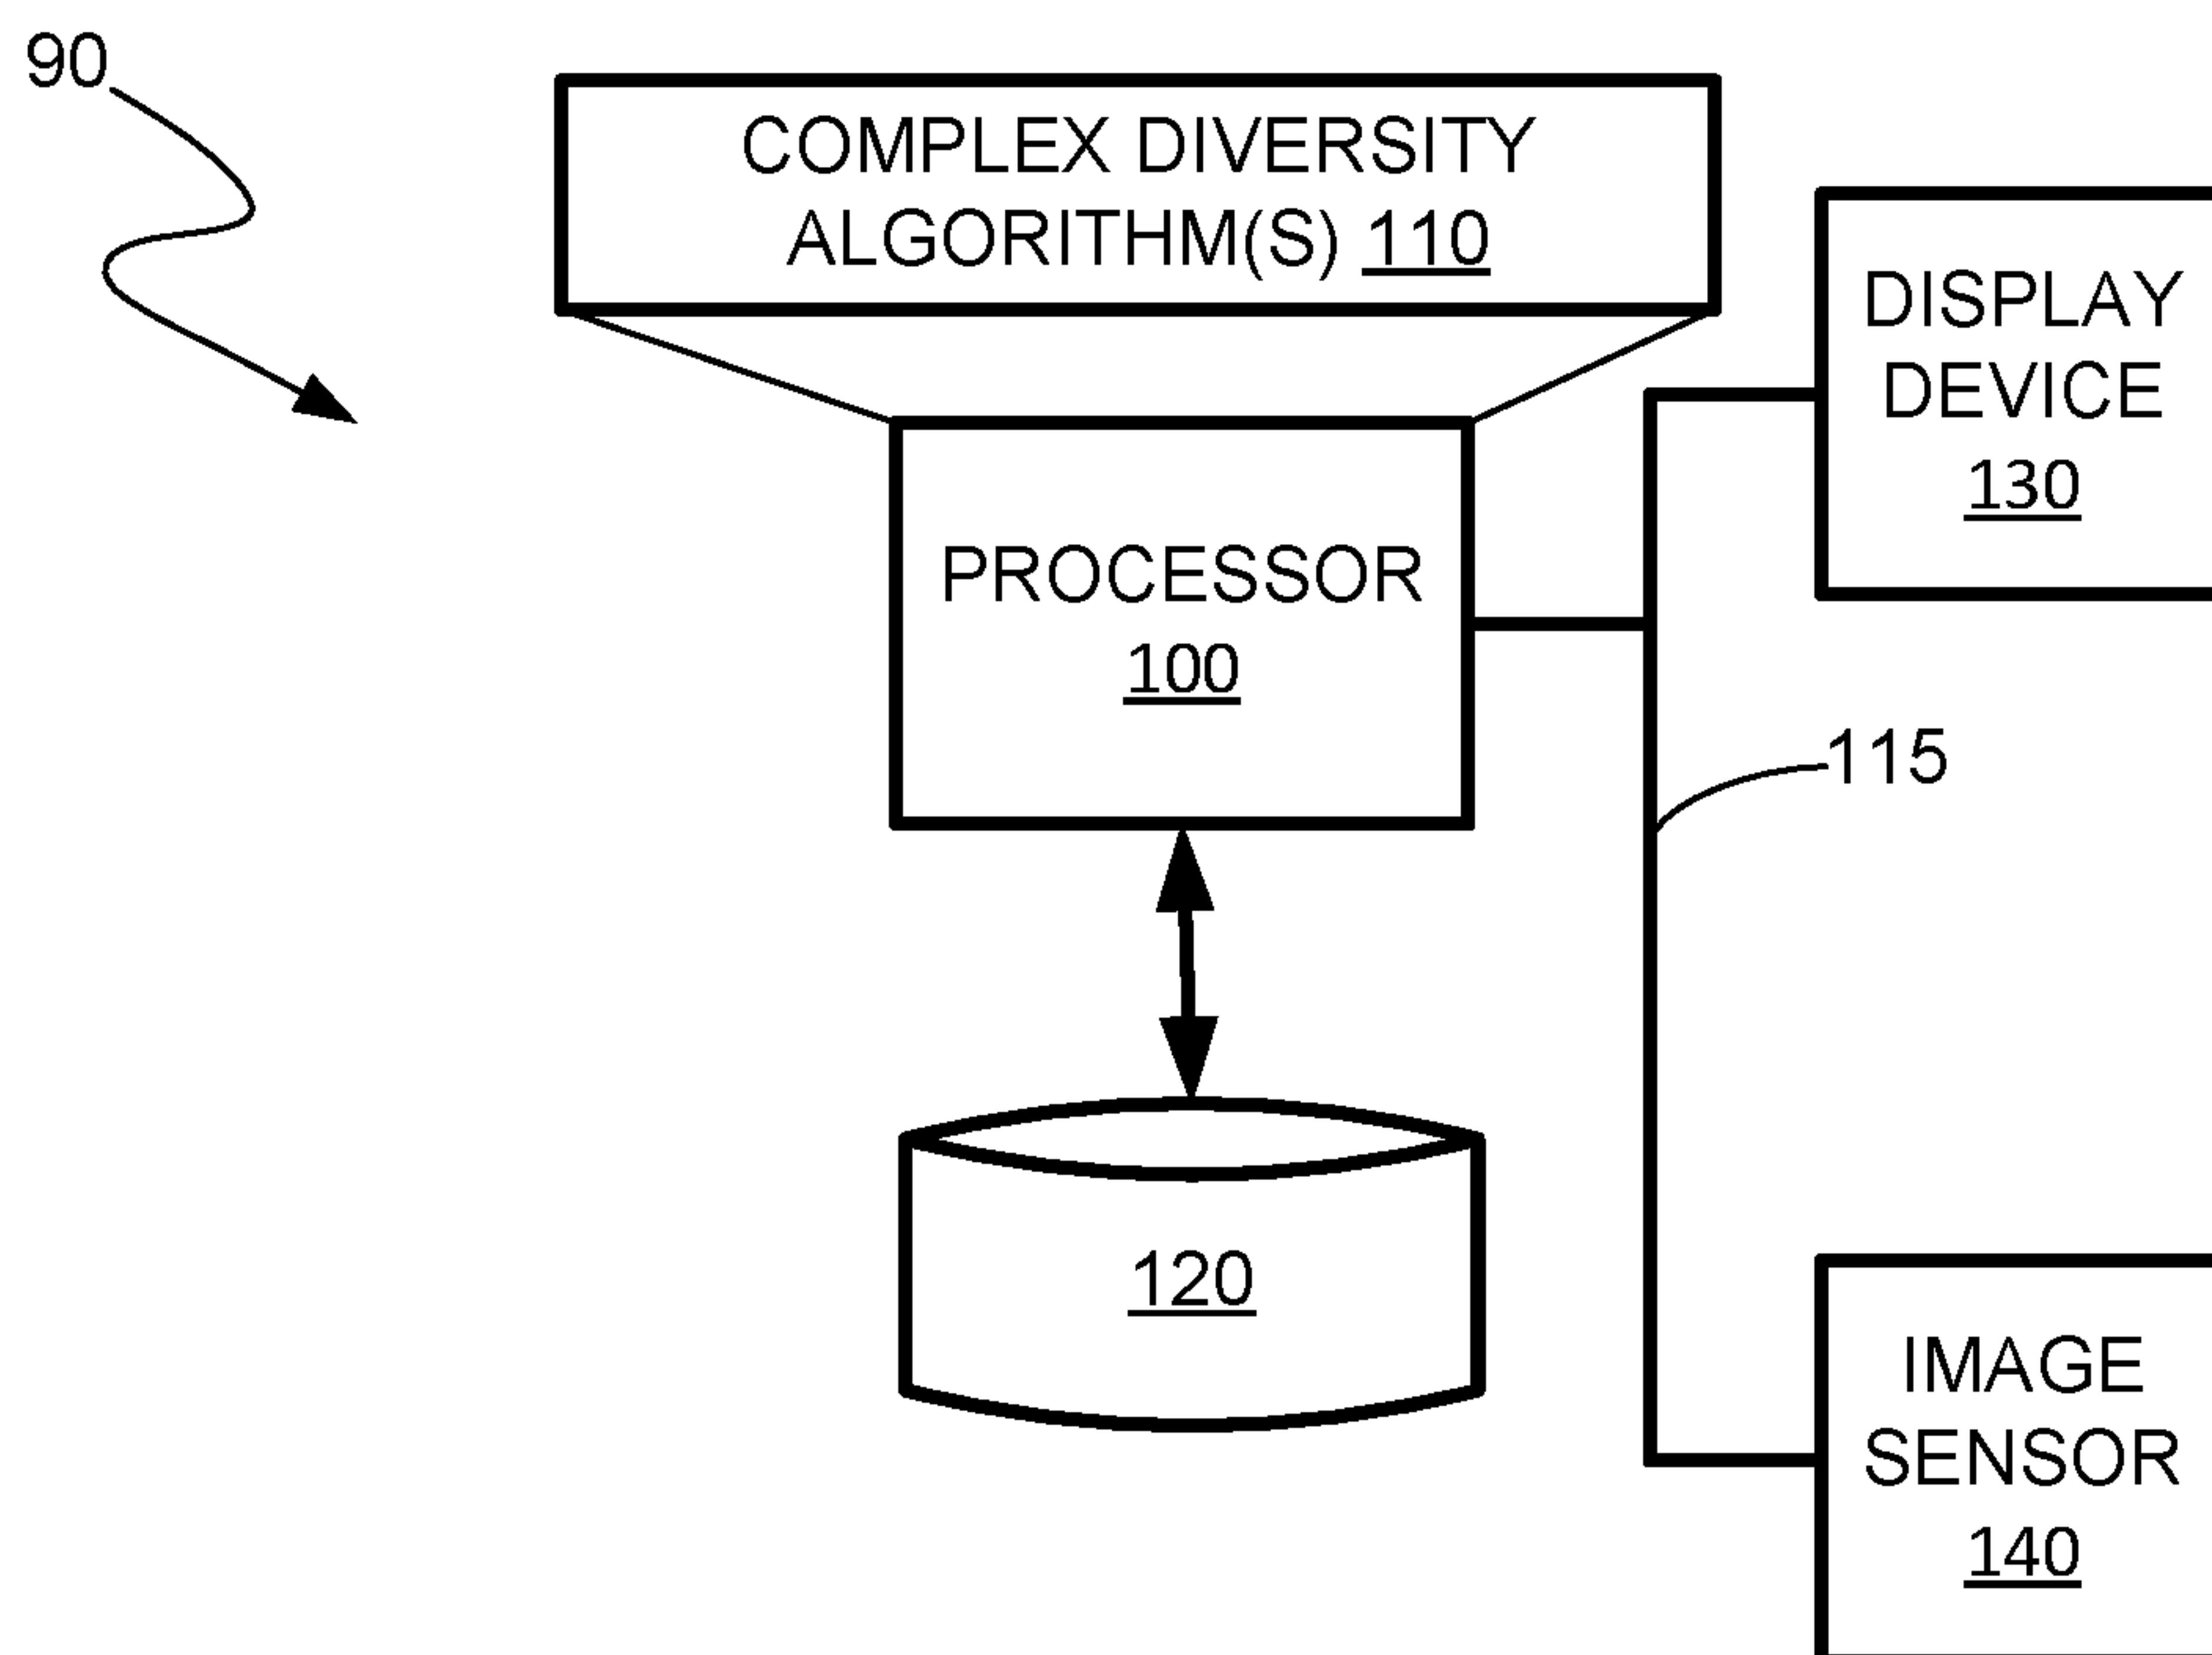 90
COMPLEX DIVERSITY
ALGORITHM(S) 110
DISPLAY
DEVICE
130
PROCESSOR
100
115
120
IMAGE
SENSOR
140